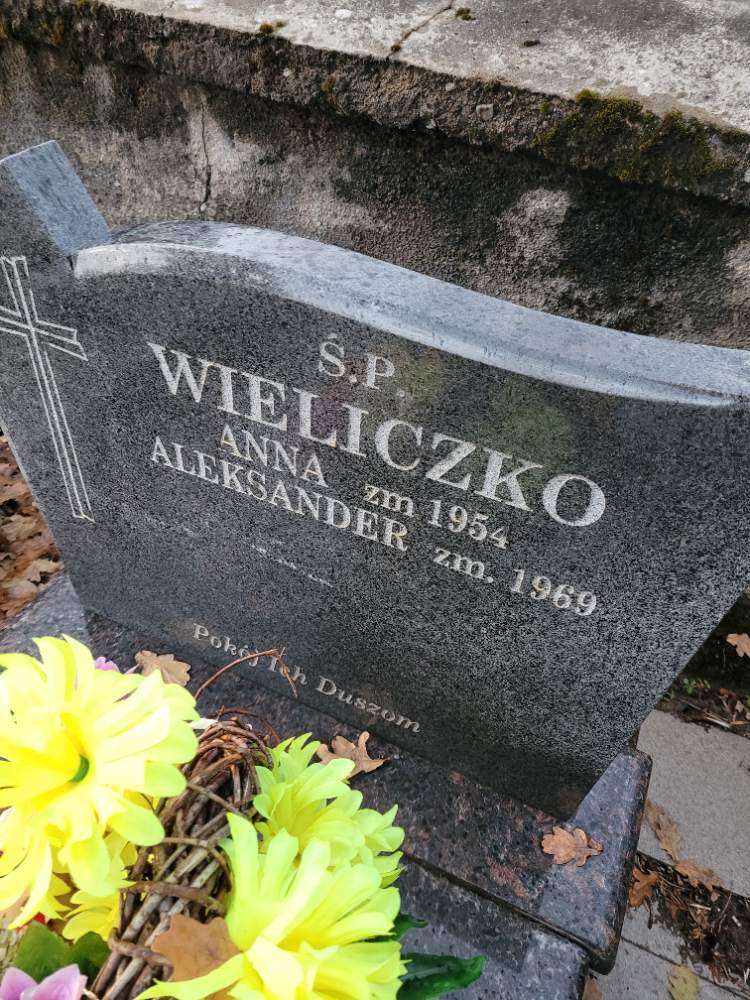 Ś.P.
WIELICZKO
ANNA zm 1954
ALEKSANDER zm. 1969
Pokój Ich Duszom